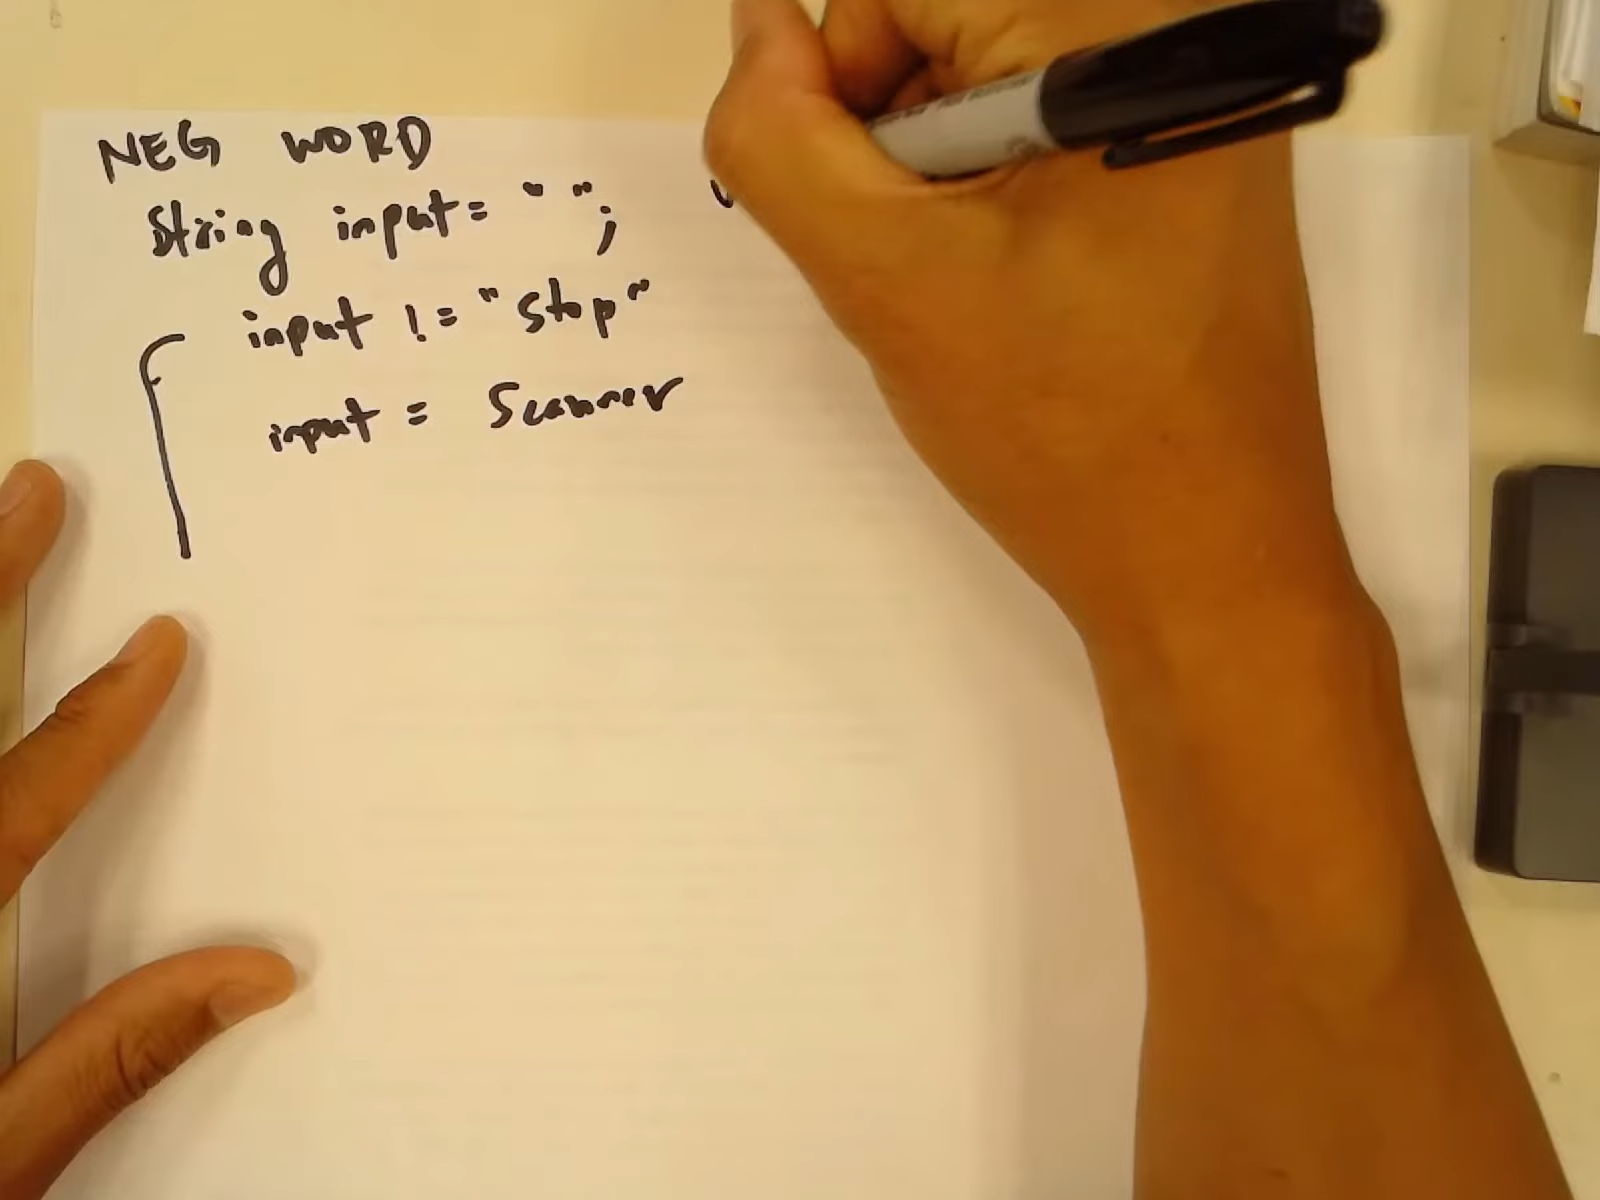 NEG WORD
String input = " ";
input != "Stop"
input = Scanner